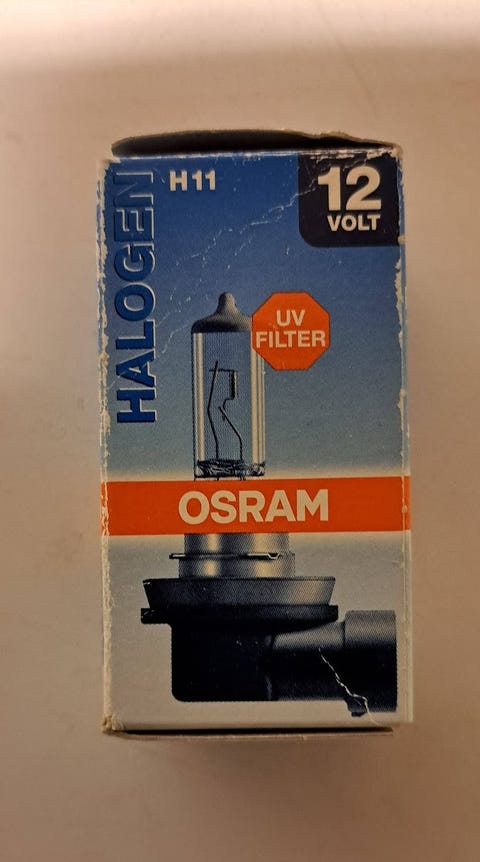 HALOGEN
H11
12
VOLT
UV
FILTER
OSRAM